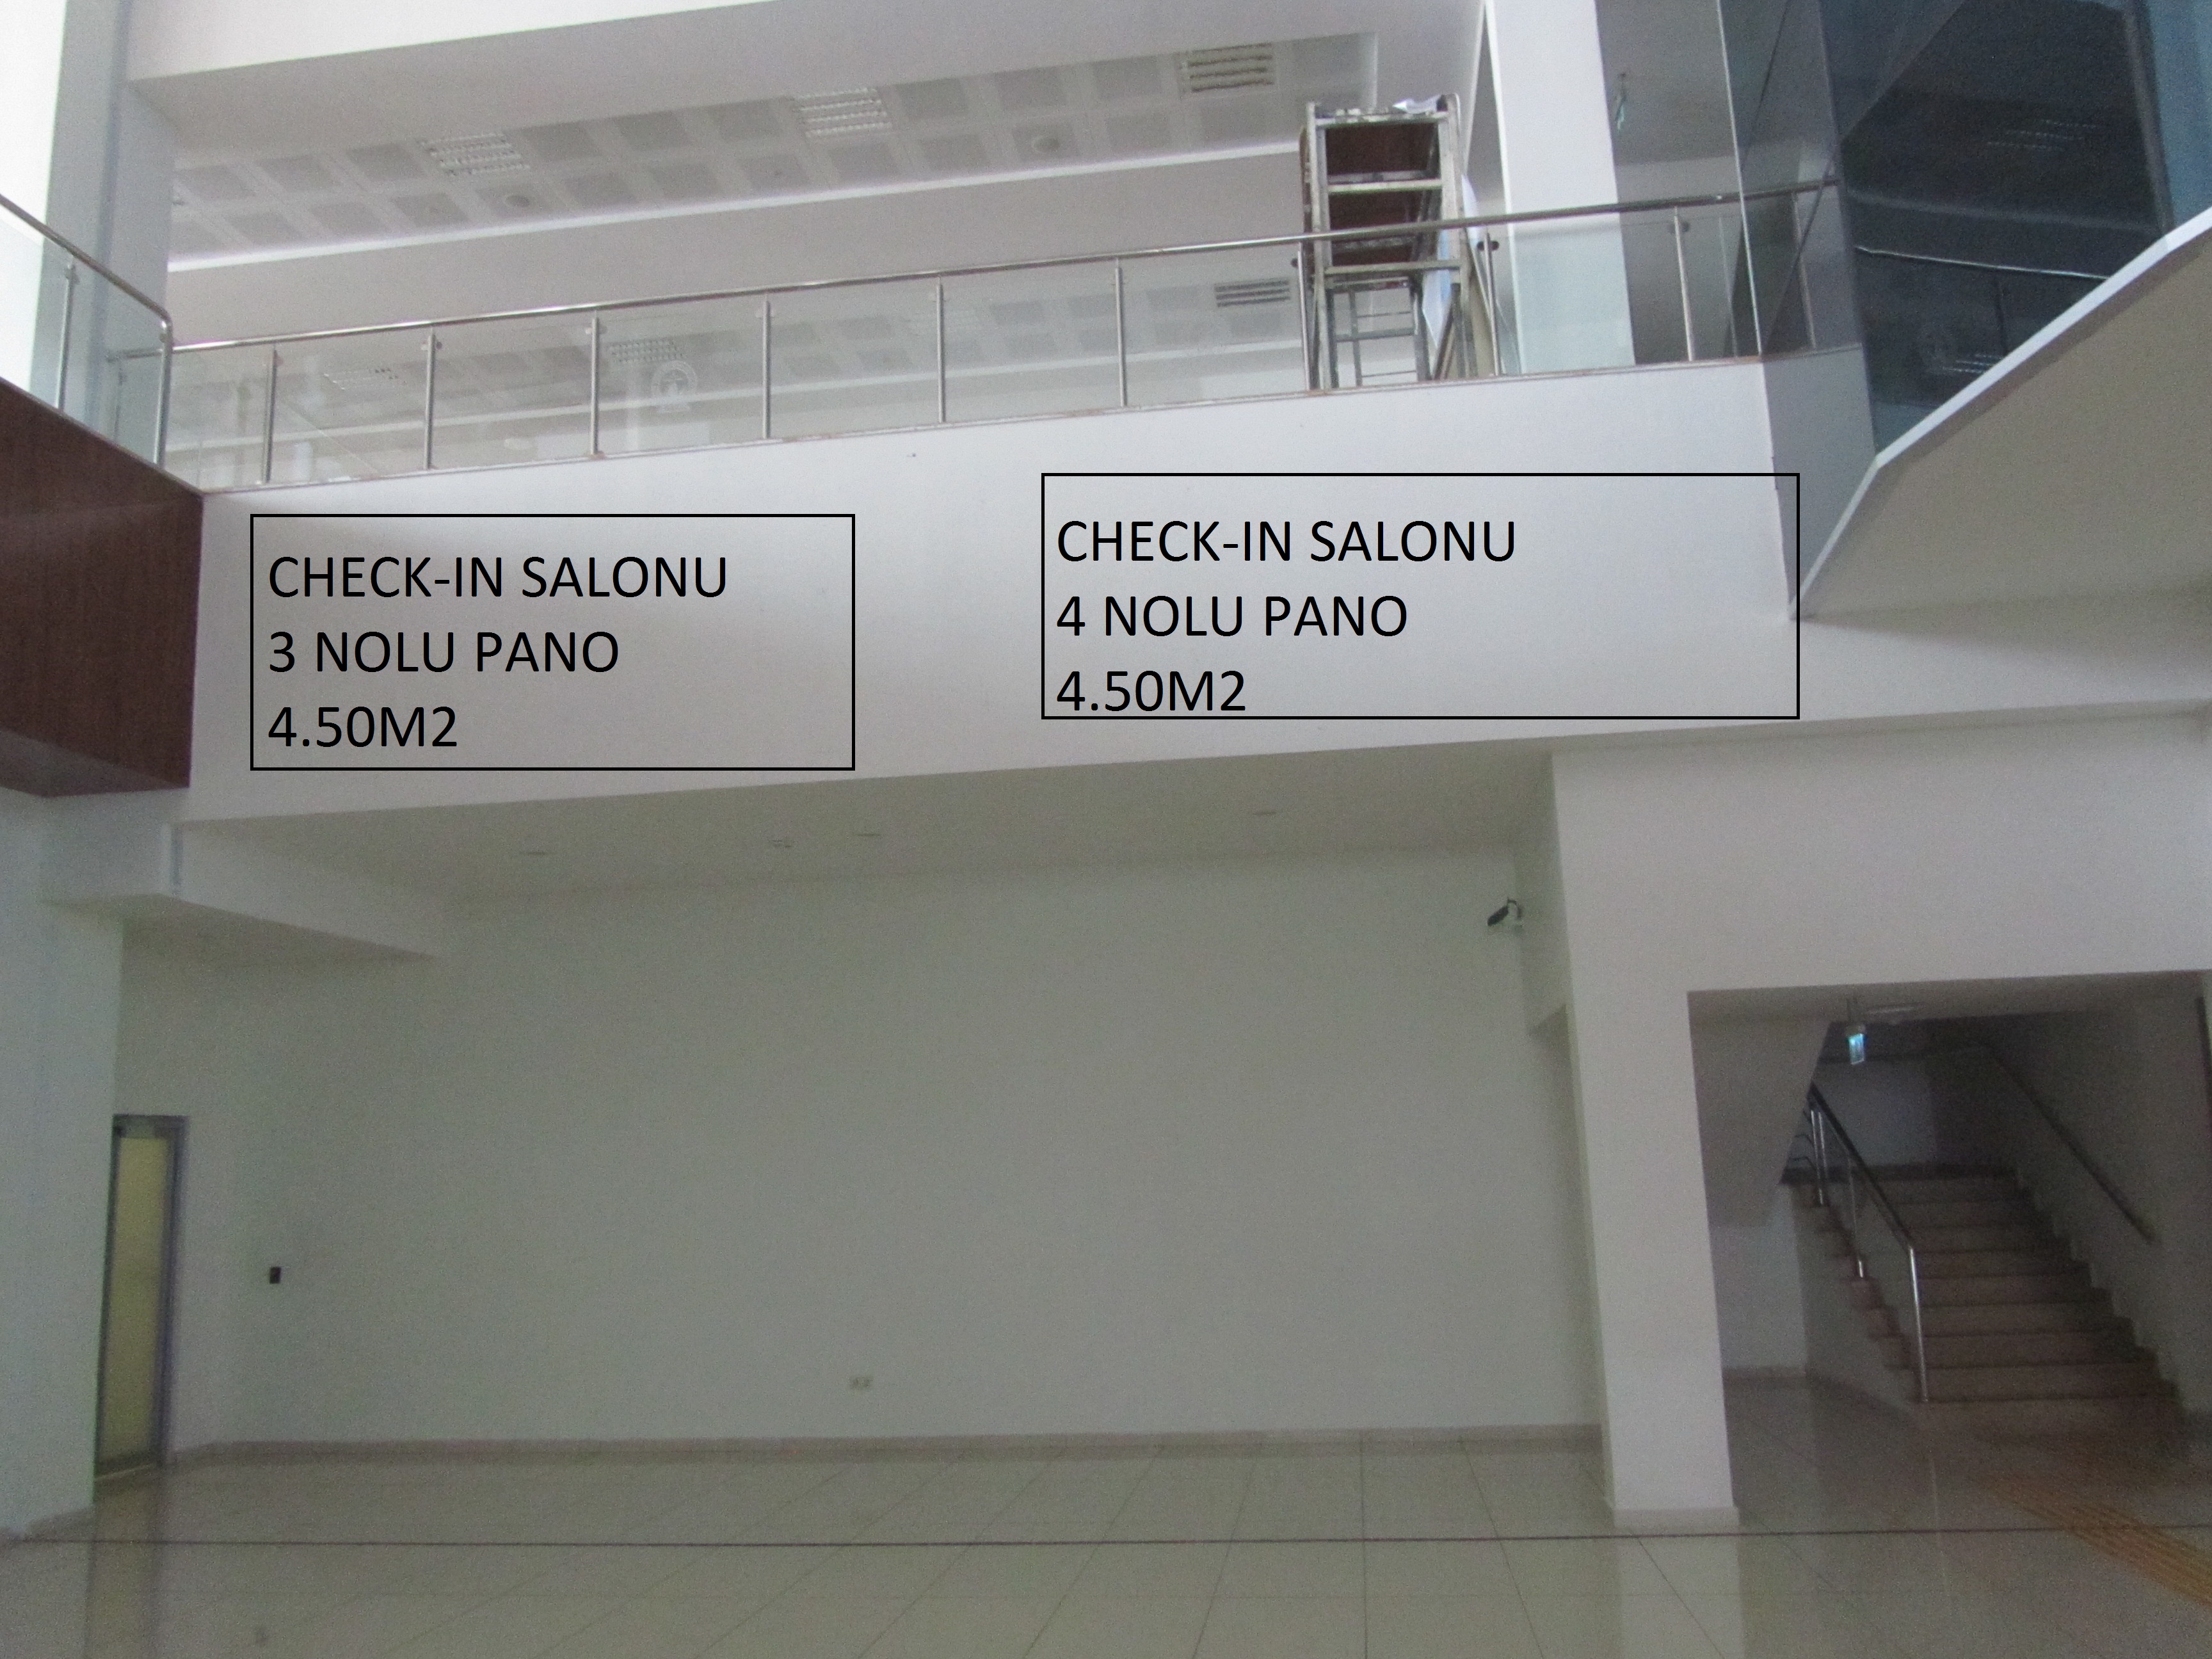 CHECK-IN SALONU
3 NOLU PANO
4.50M2
CHECK-IN SALONU
4 NOLU PANO
4.50M2